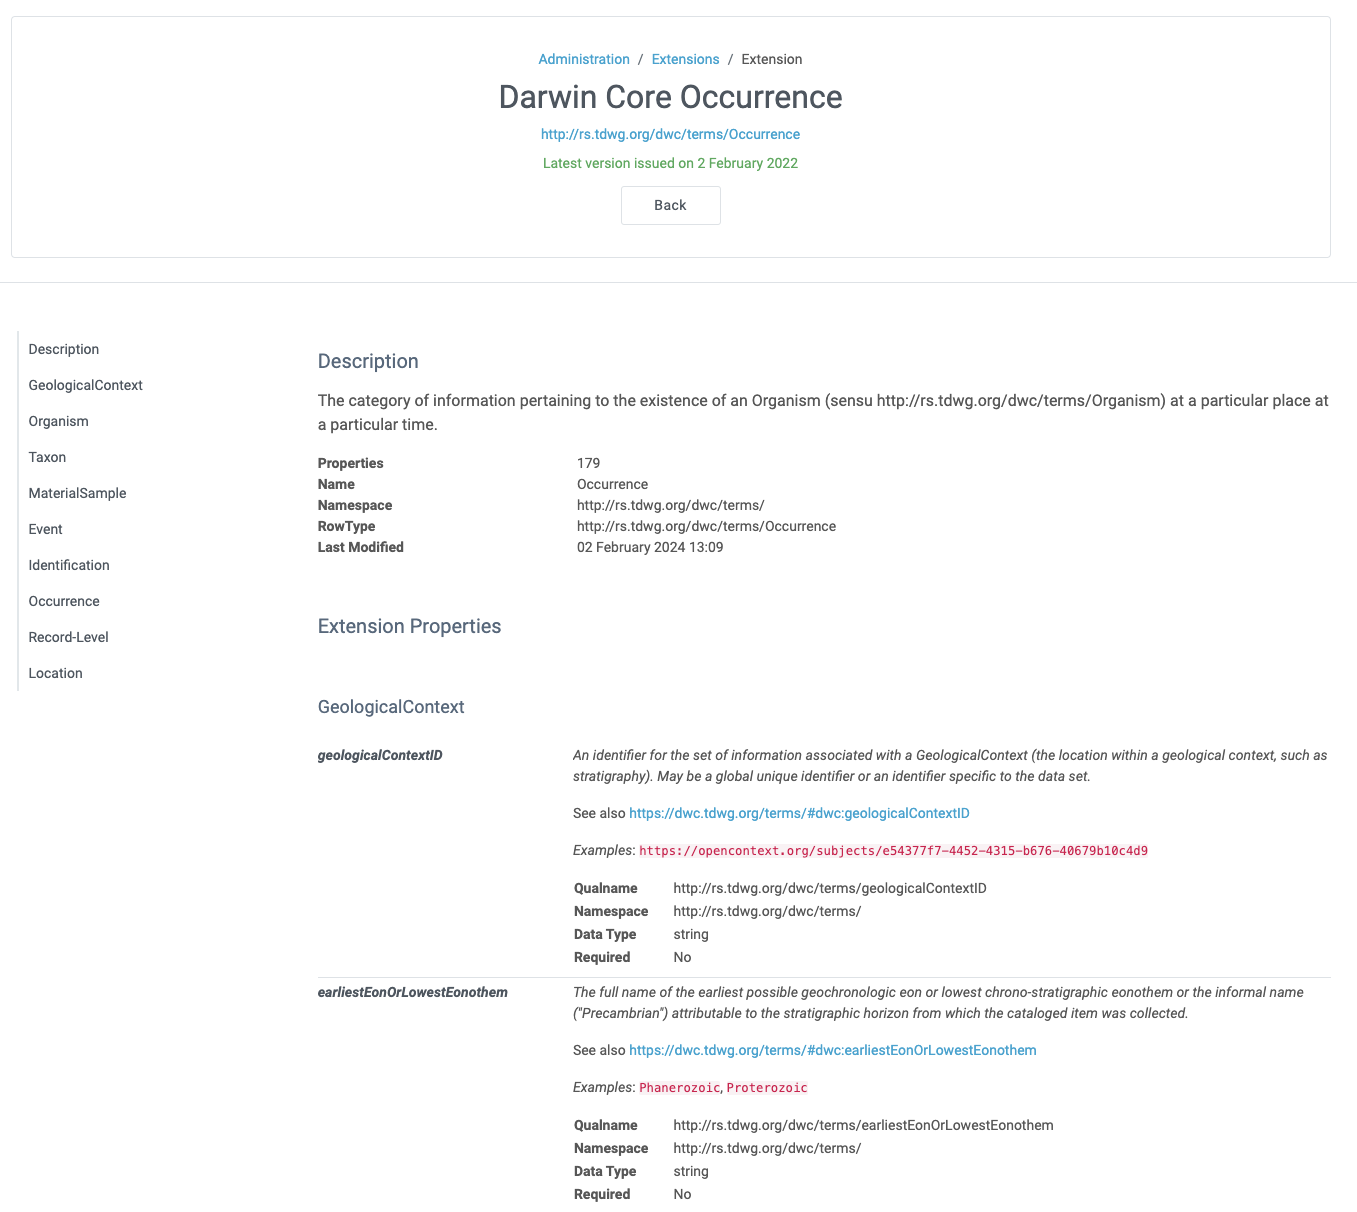 Administration / Extensions / Extension
Darwin Core Occurrence
http://rs.tdwg.org/dwc/terms/Occurrence
Latest version issued on 2 February 2022
Back
Description
GeologicalContext
Organism
Taxon
MaterialSample
Event
Identification
Occurrence
Record-Level
Location
Description
The category of information pertaining to the existence of an Organism (sensu http://rs.tdwg.org/dwc/terms/Organism) at a particular place at
a particular time.
Properties 179
Name Occurrence
Namespace http://rs.tdwg.org/dwc/terms/
RowType http://rs.tdwg.org/dwc/terms/Occurrence
Last Modified 02 February 2024 13:09
Extension Properties
GeologicalContext
geologicalContextID
An identifier for the set of information associated with a GeologicalContext (the location within a geological context, such as
stratigraphy). May be a global unique identifier or an identifier specific to the data set.
See also https://dwc.tdwg.org/terms/#dwc:geologicalContextID
Examples: https://opencontext.org/subjects/e54377f7-4452-4315-b676-40679b10c4d9
Qualname http://rs.tdwg.org/dwc/terms/geologicalContextID
Namespace http://rs.tdwg.org/dwc/terms/
Data Type string
Required No
earliestEonOrLowestEonothem
The full name of the earliest possible geochronologic eon or lowest chrono-stratigraphic eonothem or the informal name
("Precambrian") attributable to the stratigraphic horizon from which the cataloged item was collected.
See also https://dwc.tdwg.org/terms/#dwc:earliestEonOrLowestEonothem
Examples: Phanerozoic, Proterozoic
Qualname http://rs.tdwg.org/dwc/terms/earliestEonOrLowestEonothem
Namespace http://rs.tdwg.org/dwc/terms/
Data Type string
Required No